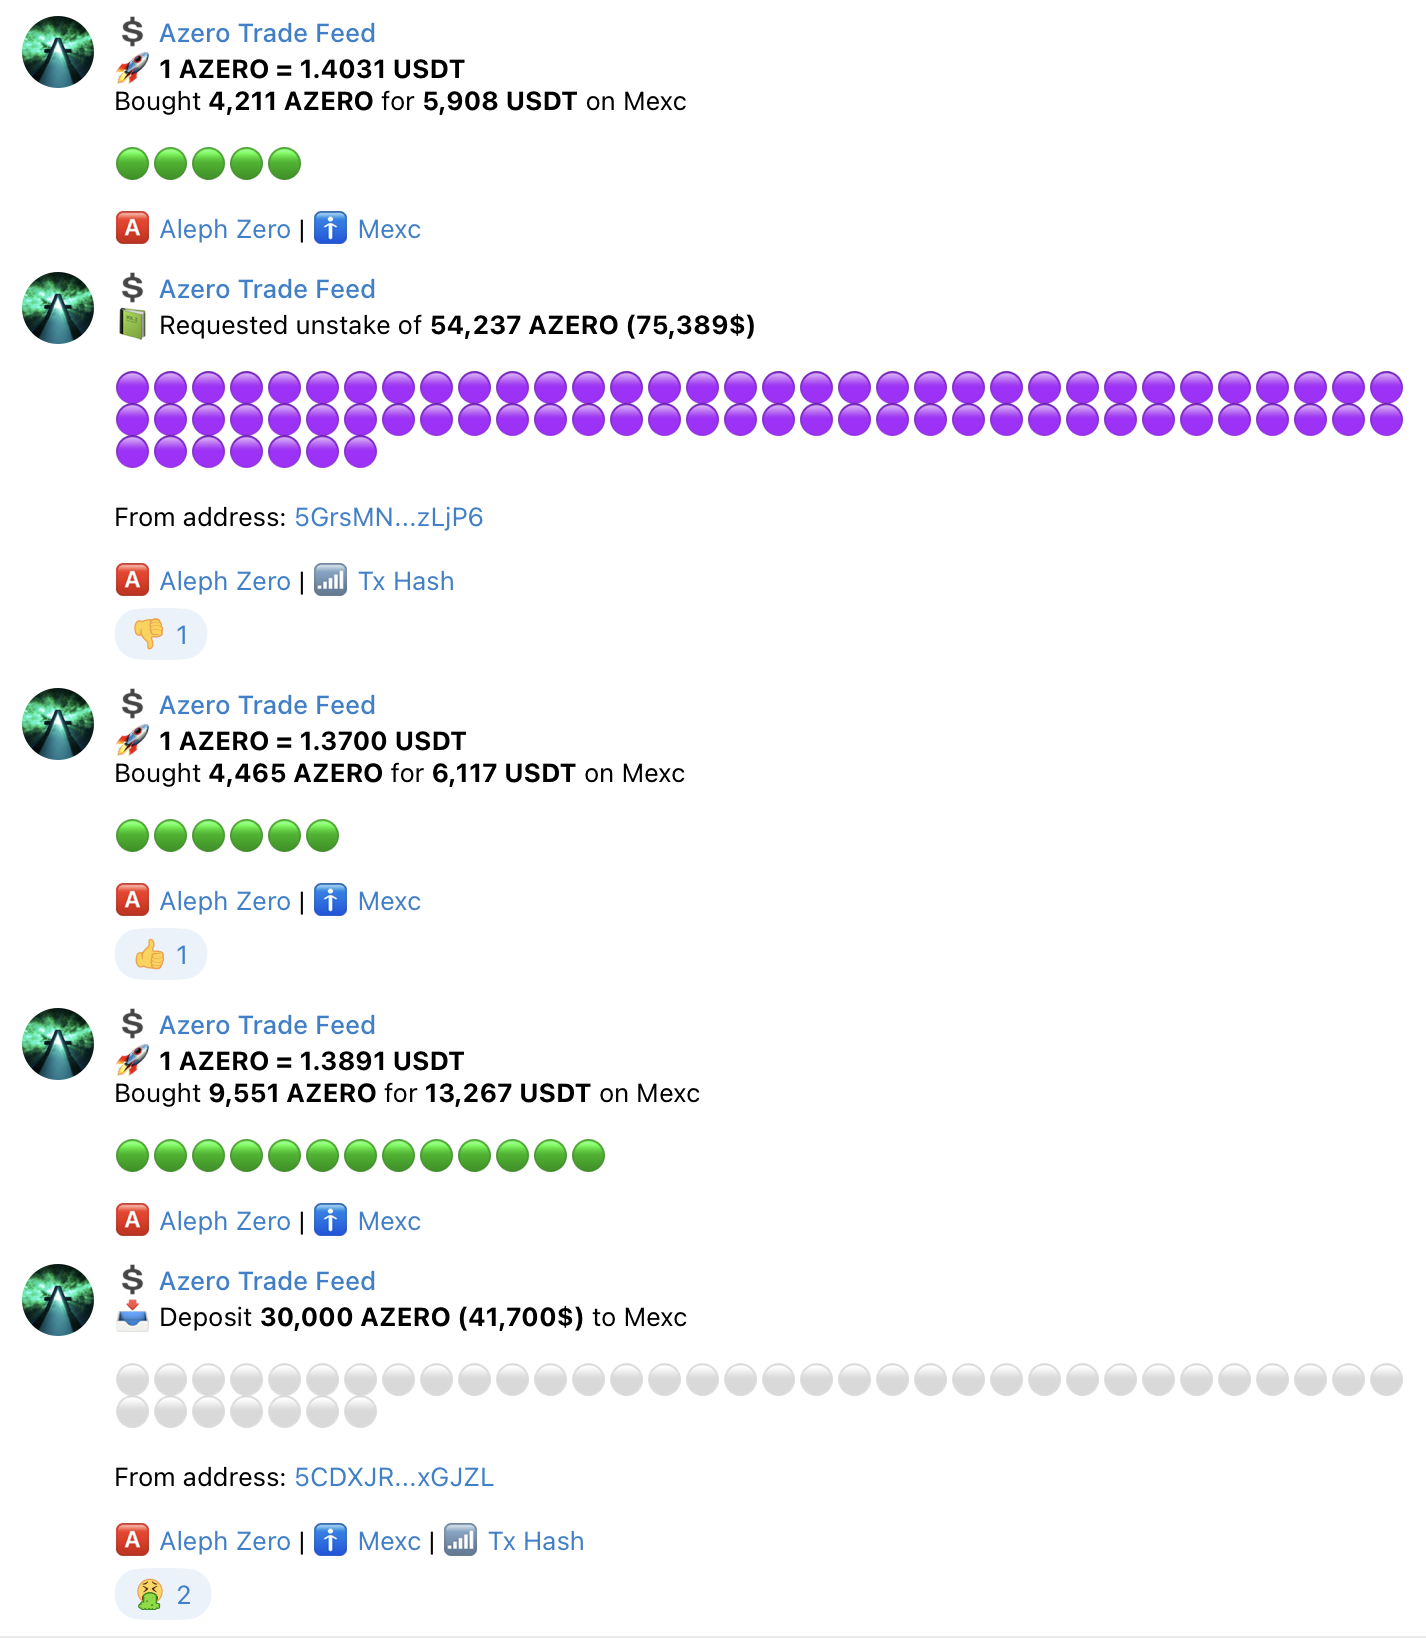 💲 Azero Trade Feed
🚀 1 AZERO = 1.4031 USDT
Bought 4,211 AZERO for 5,908 USDT on Mexc
🟢🟢🟢🟢🟢
🅰 Aleph Zero | ℹ Mexc
💲 Azero Trade Feed
📗 Requested unstake of 54,237 AZERO (75,389$)
From address: 5GrsMN...zLjP6
🅰 Aleph Zero | 📶 Tx Hash
👎 1
💲 Azero Trade Feed
🚀 1 AZERO = 1.3700 USDT
Bought 4,465 AZERO for 6,117 USDT on Mexc
🟢🟢🟢🟢🟢🟢
🅰 Aleph Zero | ℹ Mexc
👍 1
💲 Azero Trade Feed
🚀 1 AZERO = 1.3891 USDT
Bought 9,551 AZERO for 13,267 USDT on Mexc
🟢🟢🟢🟢🟢🟢🟢🟢🟢🟢🟢🟢🟢
🅰 Aleph Zero | ℹ Mexc
💲 Azero Trade Feed
📥 Deposit 30,000 AZERO (41,700$) to Mexc
From address: 5CDXJR...xGJZL
🅰 Aleph Zero | ℹ Mexc | 📶 Tx Hash
🤮 2